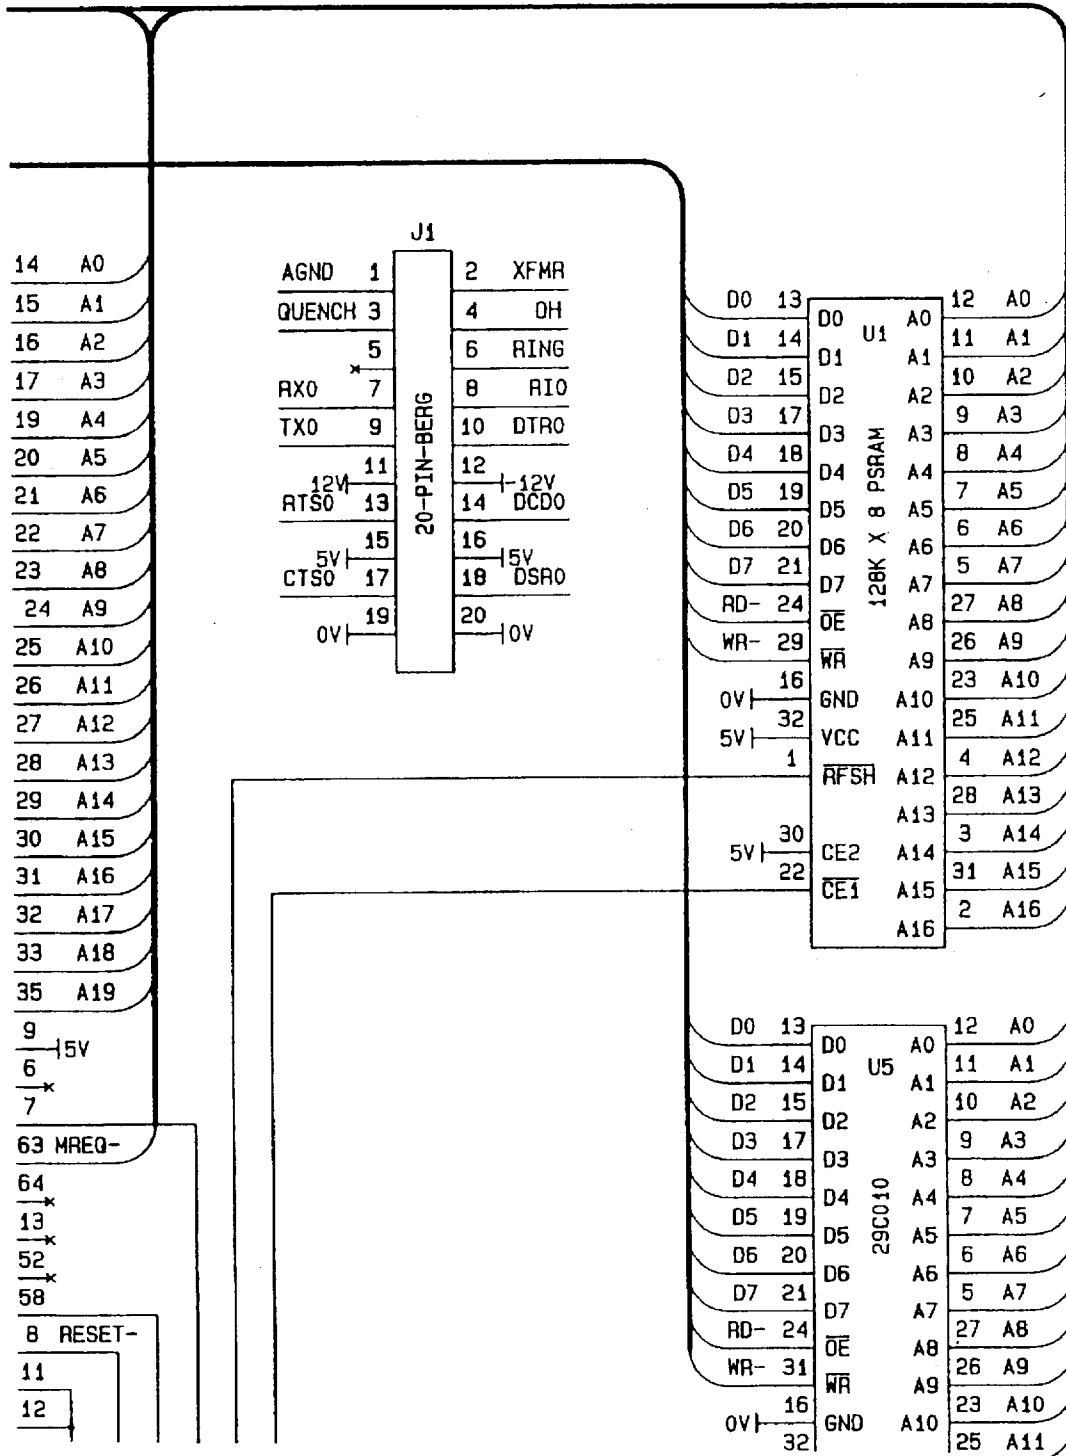 14 A0
15 A1
16 A2
17 A3
19 A4
20 A5
21 A6
22 A7
23 A8
24 A9
25 A10
26 A11
27 A12
28 A13
29 A14
30 A15
31 A16
32 A17
33 A18
35 A19
9 5V
6
7
63 MREQ-
64
13
52
58
8 RESET-
11
12
J1
AGND 1 2 XFMR
QUENCH 3 4 OH
5 6 RING
RX0 7 8 RI0
TX0 9 10 DTR0
11 12
12V -12V
RTS0 13 14 DCD0
15 16
5V 5V
CTS0 17 18 DSR0
19 20
0V 0V
20-PIN-BERG
U1
128K X 8 PSRAM
D0 13 D0 A0 12 A0
D1 14 D1 A1 11 A1
D2 15 D2 A2 10 A2
D3 17 D3 A3 9 A3
D4 18 D4 A4 8 A4
D5 19 D5 A5 7 A5
D6 20 D6 A6 6 A6
D7 21 D7 A7 5 A7
RD- 24 OE A8 27 A8
WR- 29 WR A9 26 A9
0V 16 GND A10 23 A10
5V 32 VCC A11 25 A11
1 RFSH A12 4 A12
A13 28 A13
5V 30 CE2 A14 3 A14
22 CE1 A15 31 A15
A16 2 A16
U5
29C010
D0 13 D0 A0 12 A0
D1 14 D1 A1 11 A1
D2 15 D2 A2 10 A2
D3 17 D3 A3 9 A3
D4 18 D4 A4 8 A4
D5 19 D5 A5 7 A5
D6 20 D6 A6 6 A6
D7 21 D7 A7 5 A7
RD- 24 OE A8 27 A8
WR- 31 WR A9 26 A9
0V 16 GND A10 23 A10
32 25 A11